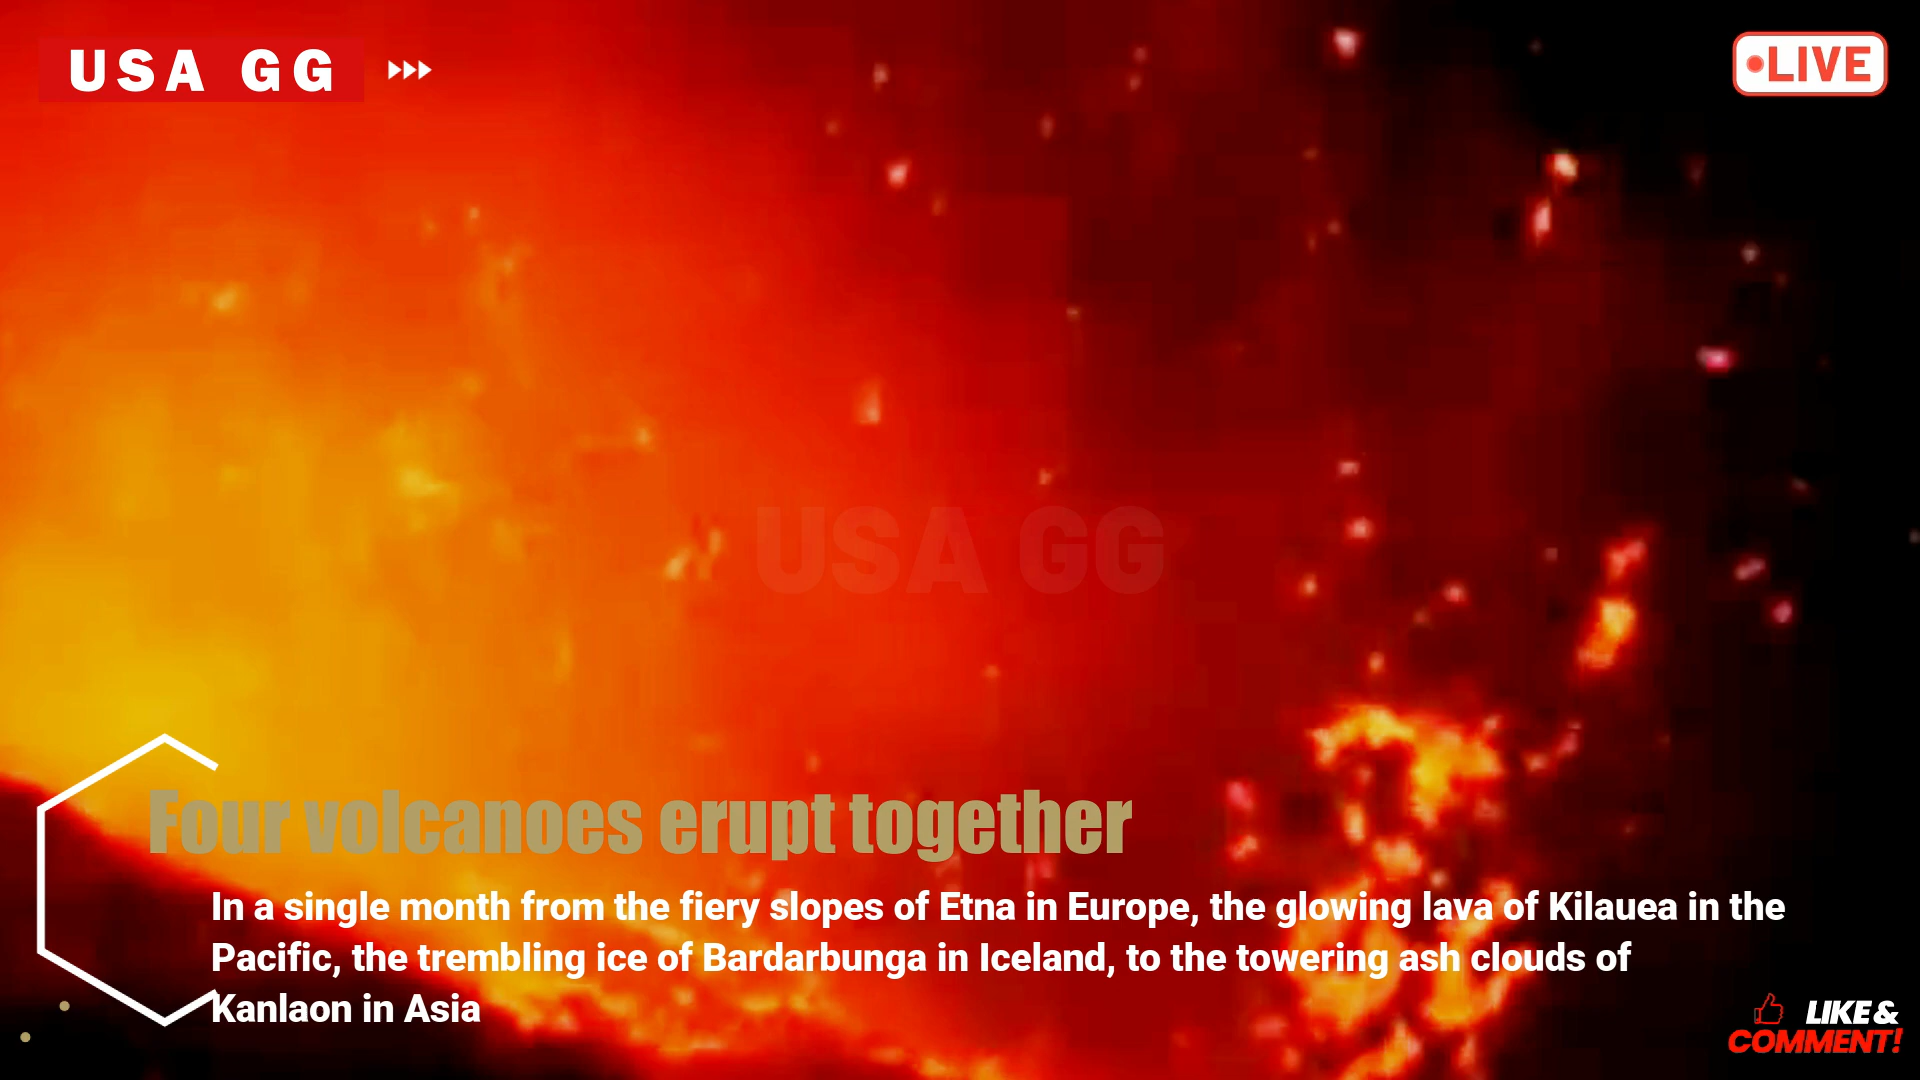 USA GG
LIVE
USA GG
Four volcanoes erupt together
In a single month from the fiery slopes of Etna in Europe, the glowing lava of Kilauea in the
Pacific, the trembling ice of Bardarbunga in Iceland, to the towering ash clouds of
Kanlaon in Asia
LIKE &
COMMENT!